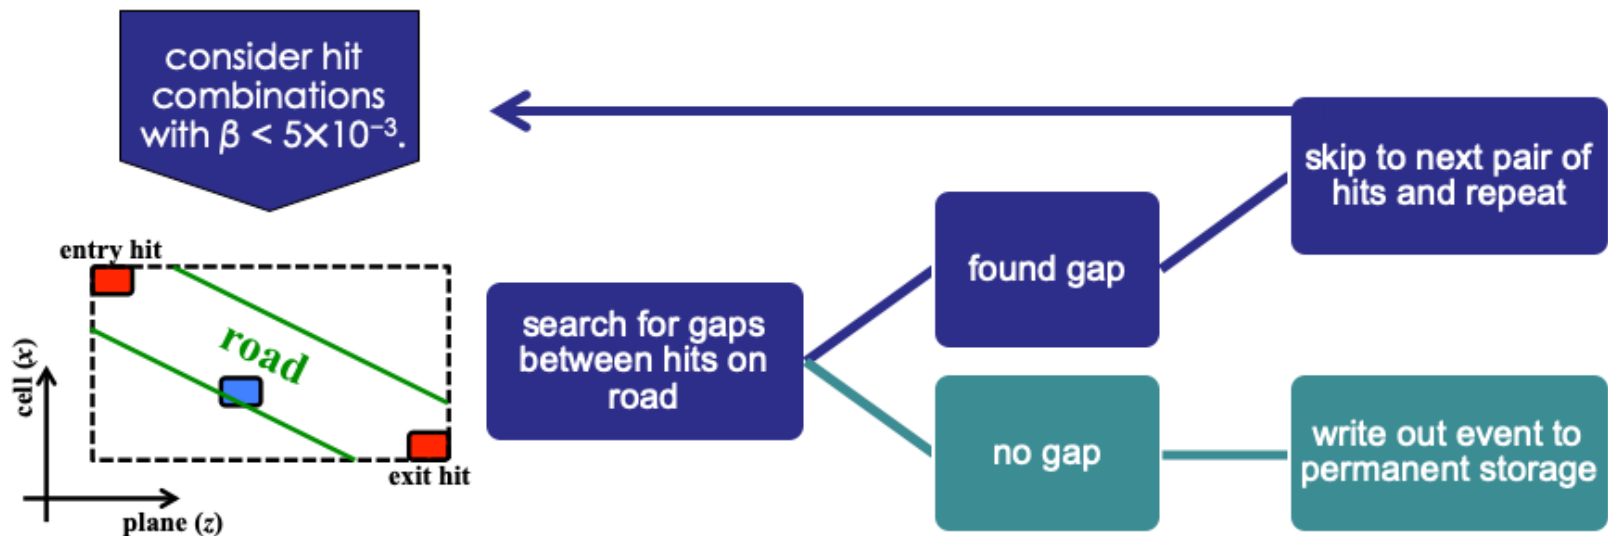 consider hit
combinations
with β < 5×10⁻³.
entry hit
road
exit hit
cell (x)
plane (z)
search for gaps
between hits on
road
found gap
no gap
skip to next pair of
hits and repeat
write out event to
permanent storage